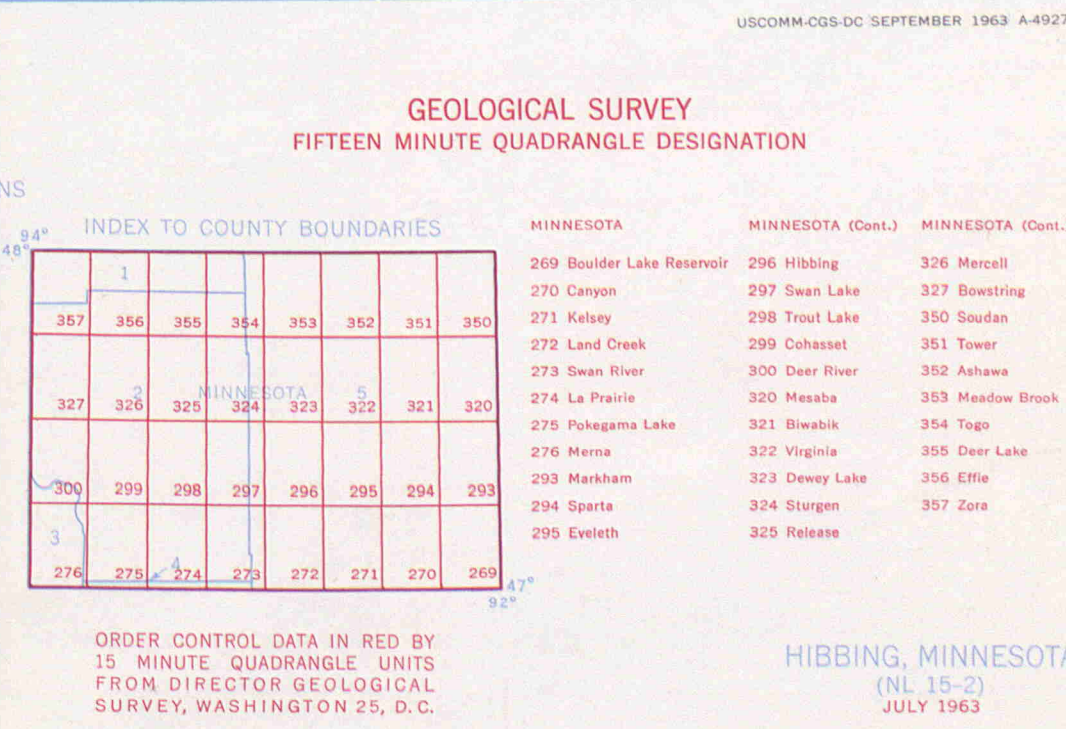 USCOMM-CGS-DC SEPTEMBER 1963 A-4927
GEOLOGICAL SURVEY
FIFTEEN MINUTE QUADRANGLE DESIGNATION
NS
INDEX TO COUNTY BOUNDARIES
94°
48°
1
357 356 355 354 353 352 351 350
2 MINNESOTA 5
327 326 325 324 323 322 321 320
300 299 298 297 296 295 294 293
3
4
276 275 274 273 272 271 270 269
47°
92°
ORDER CONTROL DATA IN RED BY
15 MINUTE QUADRANGLE UNITS
FROM DIRECTOR GEOLOGICAL
SURVEY, WASHINGTON 25, D.C.
MINNESOTA
269 Boulder Lake Reservoir
270 Canyon
271 Kelsey
272 Land Creek
273 Swan River
274 La Prairie
275 Pokegama Lake
276 Merna
293 Markham
294 Sparta
295 Eveleth
MINNESOTA (Cont.)
296 Hibbing
297 Swan Lake
298 Trout Lake
299 Cohasset
300 Deer River
320 Mesaba
321 Biwabik
322 Virginia
323 Dewey Lake
324 Sturgen
325 Release
MINNESOTA (Cont.
326 Mercell
327 Bowstring
350 Soudan
351 Tower
352 Ashawa
353 Meadow Brook
354 Togo
355 Deer Lake
356 Effie
357 Zora
HIBBING, MINNESOTA
(NL 15-2)
JULY 1963